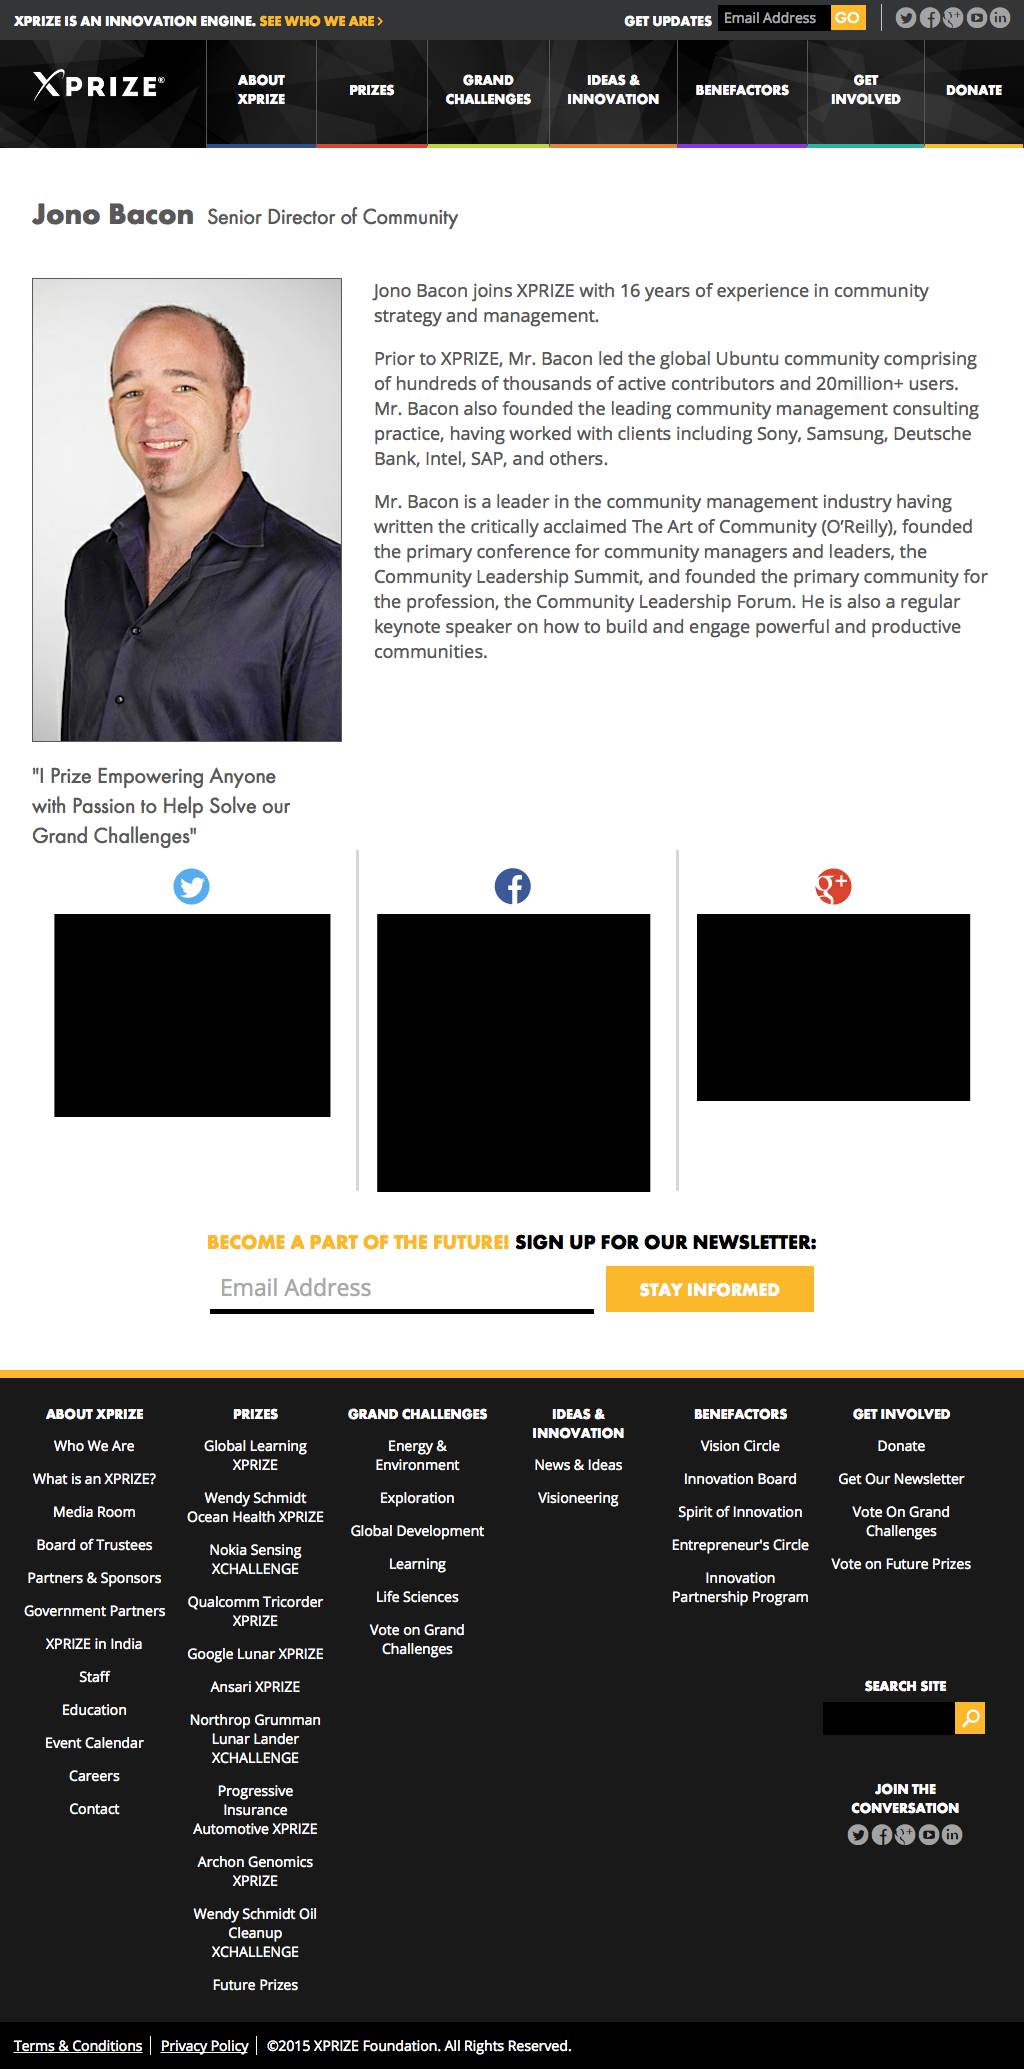 XPRIZE IS AN INNOVATION ENGINE. SEE WHO WE ARE >
GET UPDATES
Email Address
GO
XPRIZE®
ABOUT
XPRIZE
PRIZES
GRAND
CHALLENGES
IDEAS &
INNOVATION
BENEFACTORS
GET
INVOLVED
DONATE
Jono Bacon Senior Director of Community
Jono Bacon joins XPRIZE with 16 years of experience in community
strategy and management.
Prior to XPRIZE, Mr. Bacon led the global Ubuntu community comprising
of hundreds of thousands of active contributors and 20million+ users.
Mr. Bacon also founded the leading community management consulting
practice, having worked with clients including Sony, Samsung, Deutsche
Bank, Intel, SAP, and others.
Mr. Bacon is a leader in the community management industry having
written the critically acclaimed The Art of Community (O’Reilly), founded
the primary conference for community managers and leaders, the
Community Leadership Summit, and founded the primary community for
the profession, the Community Leadership Forum. He is also a regular
keynote speaker on how to build and engage powerful and productive
communities.
"I Prize Empowering Anyone
with Passion to Help Solve our
Grand Challenges"
BECOME A PART OF THE FUTURE! SIGN UP FOR OUR NEWSLETTER:
Email Address
STAY INFORMED
ABOUT XPRIZE
Who We Are
What is an XPRIZE?
Media Room
Board of Trustees
Partners & Sponsors
Government Partners
XPRIZE in India
Staff
Education
Event Calendar
Careers
Contact
PRIZES
Global Learning
XPRIZE
Wendy Schmidt
Ocean Health XPRIZE
Nokia Sensing
XCHALLENGE
Qualcomm Tricorder
XPRIZE
Google Lunar XPRIZE
Ansari XPRIZE
Northrop Grumman
Lunar Lander
XCHALLENGE
Progressive
Insurance
Automotive XPRIZE
Archon Genomics
XPRIZE
Wendy Schmidt Oil
Cleanup
XCHALLENGE
Future Prizes
GRAND CHALLENGES
Energy &
Environment
Exploration
Global Development
Learning
Life Sciences
Vote on Grand
Challenges
IDEAS &
INNOVATION
News & Ideas
Visioneering
BENEFACTORS
Vision Circle
Innovation Board
Spirit of Innovation
Entrepreneur's Circle
Innovation
Partnership Program
GET INVOLVED
Donate
Get Our Newsletter
Vote On Grand
Challenges
Vote on Future Prizes
SEARCH SITE
JOIN THE
CONVERSATION
Terms & Conditions
Privacy Policy
©2015 XPRIZE Foundation. All Rights Reserved.